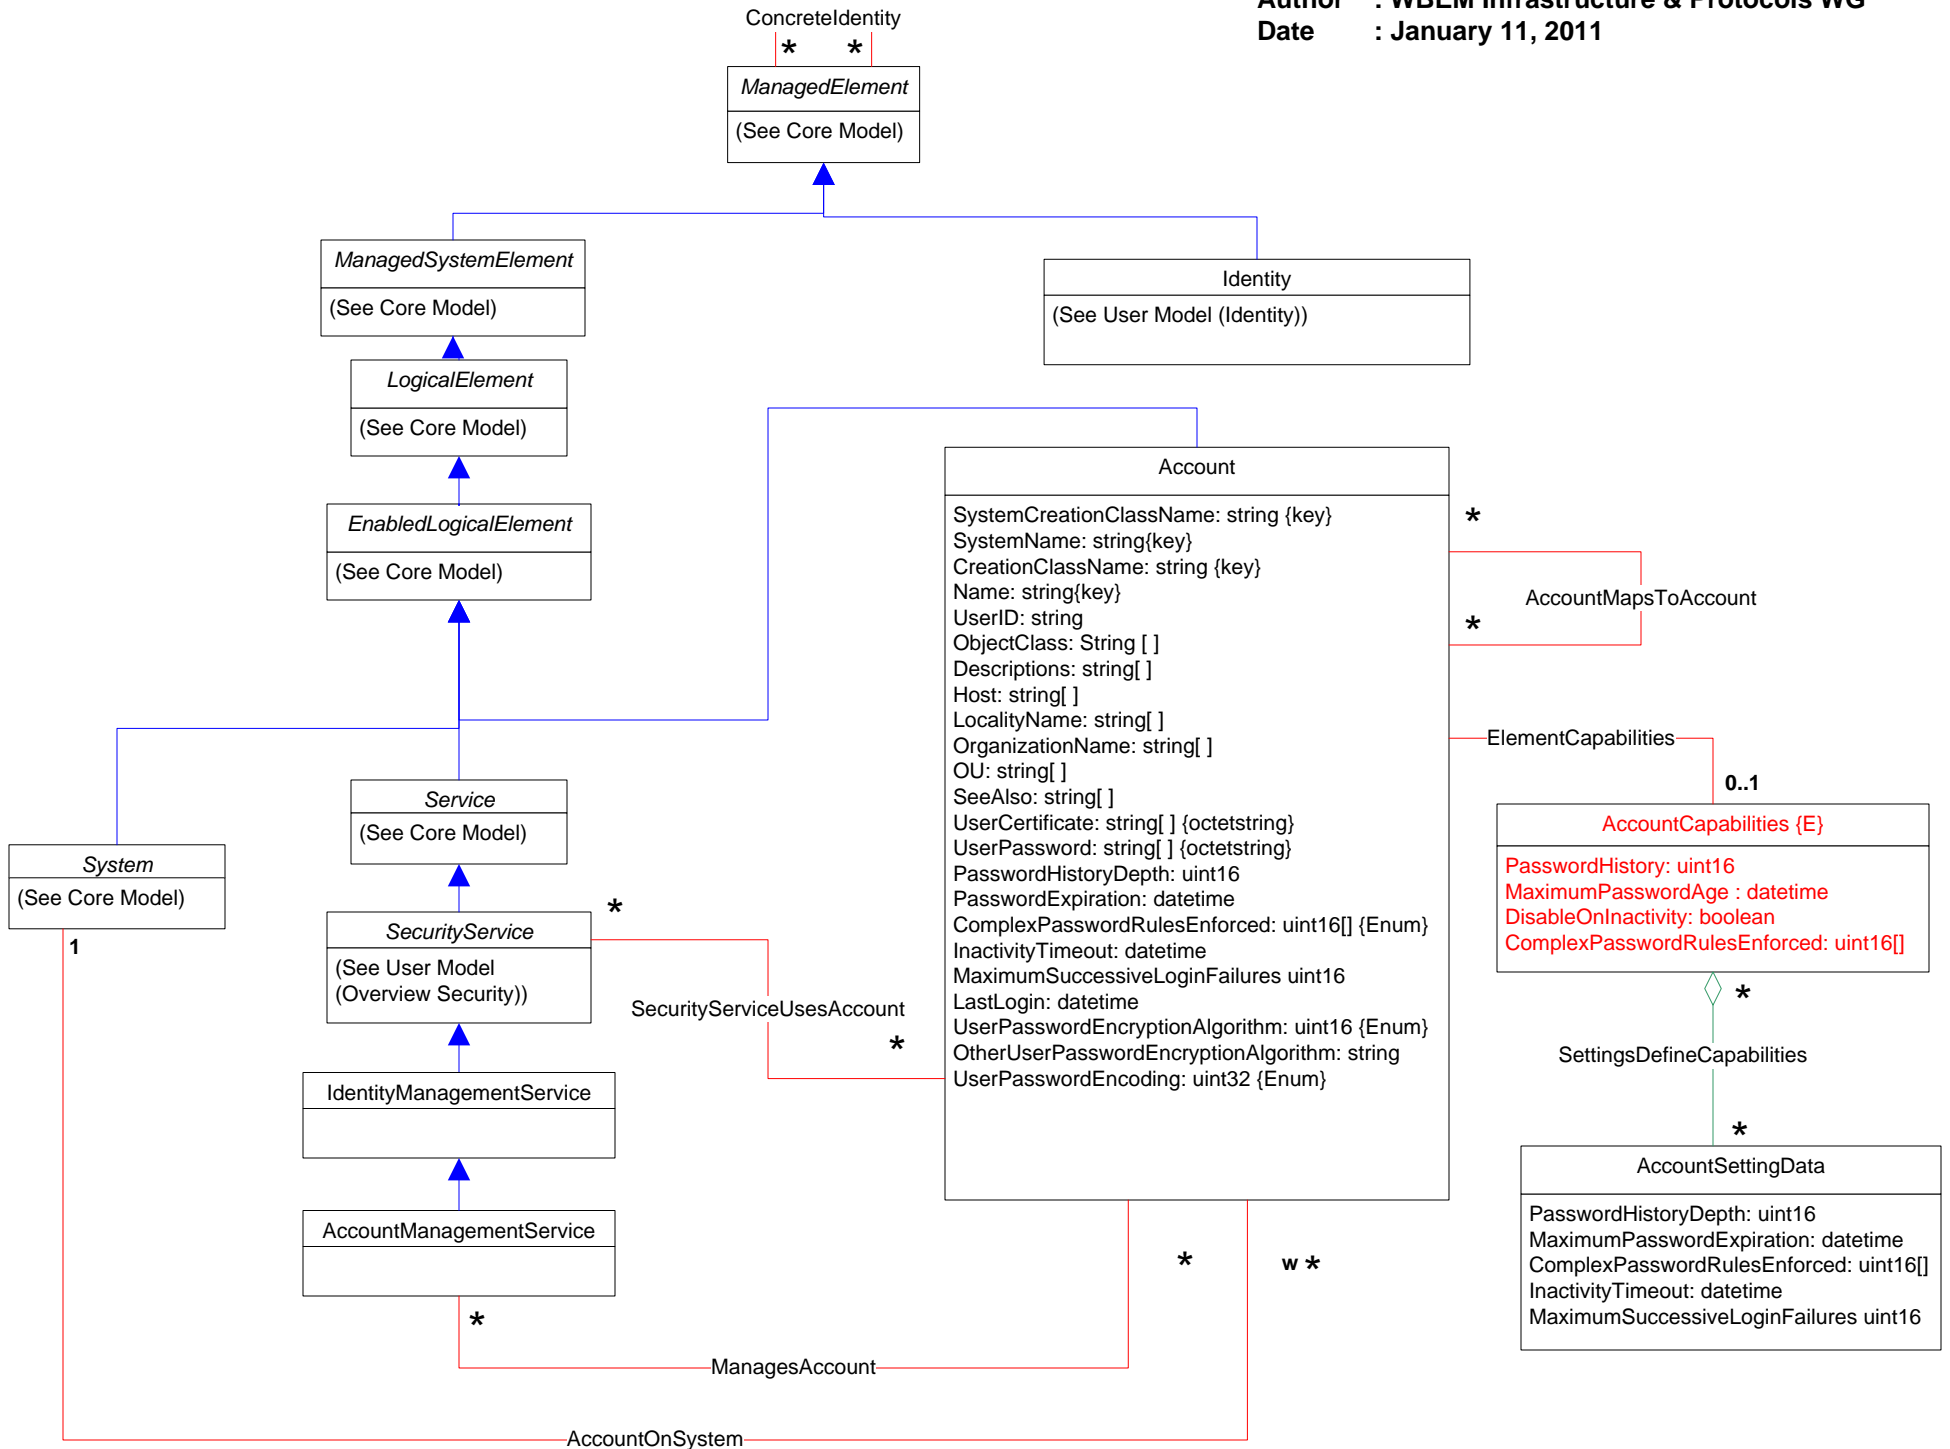 Author : WBEM Infrastructure & Protocols WG
Date : January 11, 2011
ConcreteIdentity
* *
ManagedElement
(See Core Model)
ManagedSystemElement
(See Core Model)
Identity
(See User Model (Identity))
LogicalElement
(See Core Model)
EnabledLogicalElement
(See Core Model)
Account
SystemCreationClassName: string {key}
SystemName: string{key}
CreationClassName: string {key}
Name: string{key}
UserID: string
ObjectClass: String [ ]
Descriptions: string[ ]
Host: string[ ]
LocalityName: string[ ]
OrganizationName: string[ ]
OU: string[ ]
SeeAlso: string[ ]
UserCertificate: string[ ] {octetstring}
UserPassword: string[ ] {octetstring}
PasswordHistoryDepth: uint16
PasswordExpiration: datetime
ComplexPasswordRulesEnforced: uint16[] {Enum}
InactivityTimeout: datetime
MaximumSuccessiveLoginFailures uint16
LastLogin: datetime
UserPasswordEncryptionAlgorithm: uint16 {Enum}
OtherUserPasswordEncryptionAlgorithm: string
UserPasswordEncoding: uint32 {Enum}
*
AccountMapsToAccount
*
ElementCapabilities
0..1
AccountCapabilities {E}
PasswordHistory: uint16
MaximumPasswordAge : datetime
DisableOnInactivity: boolean
ComplexPasswordRulesEnforced: uint16[]
*
SettingsDefineCapabilities
*
AccountSettingData
PasswordHistoryDepth: uint16
MaximumPasswordExpiration: datetime
ComplexPasswordRulesEnforced: uint16[]
InactivityTimeout: datetime
MaximumSuccessiveLoginFailures uint16
Service
(See Core Model)
System
(See Core Model)
1
SecurityService
(See User Model
(Overview Security))
*
SecurityServiceUsesAccount
*
IdentityManagementService
AccountManagementService
*
* w *
ManagesAccount
AccountOnSystem